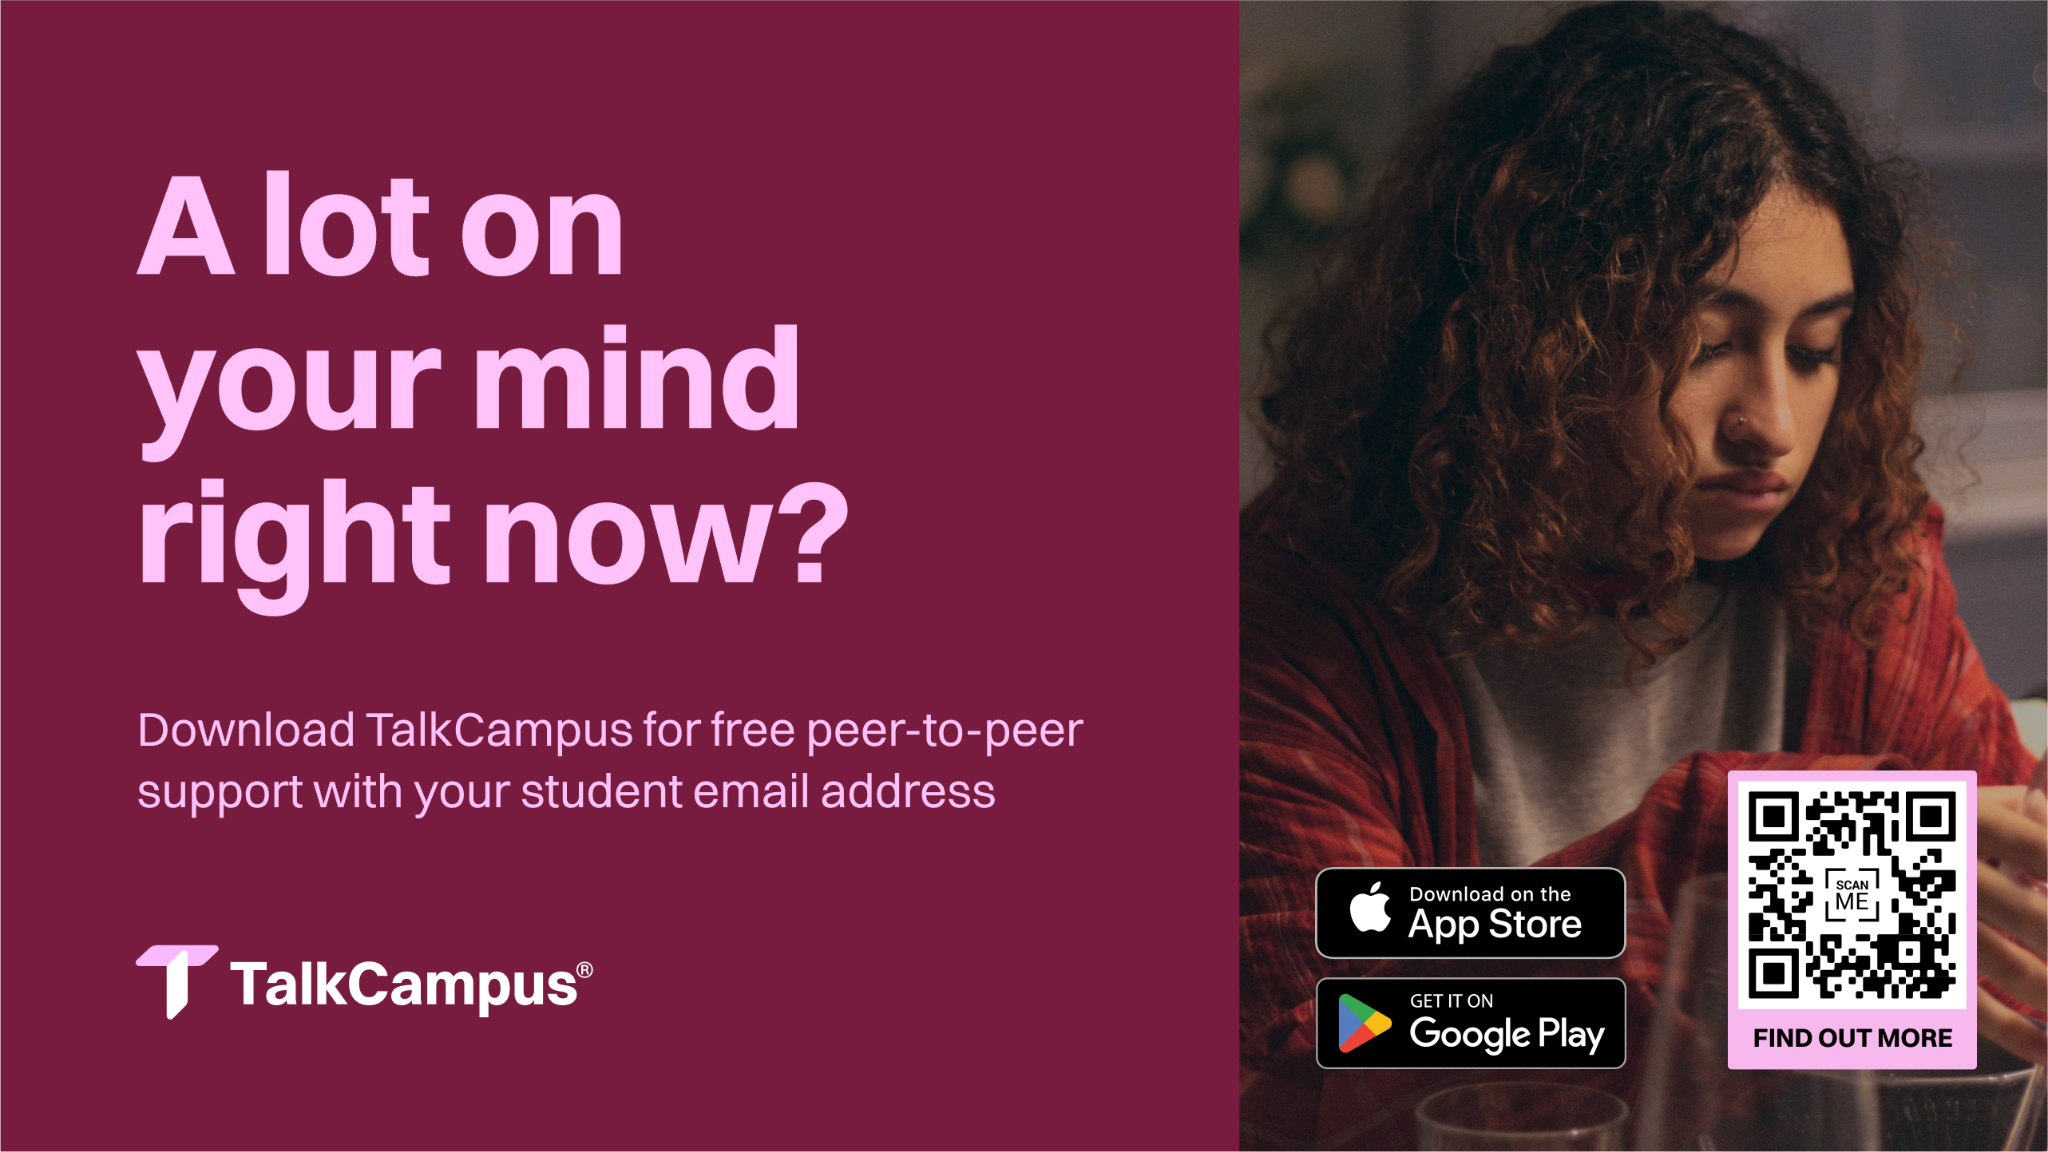 A lot on
your mind
right now?
Download TalkCampus for free peer-to-peer
support with your student email address
TalkCampus®
Download on the
App Store
GET IT ON
Google Play
SCAN
ME
FIND OUT MORE